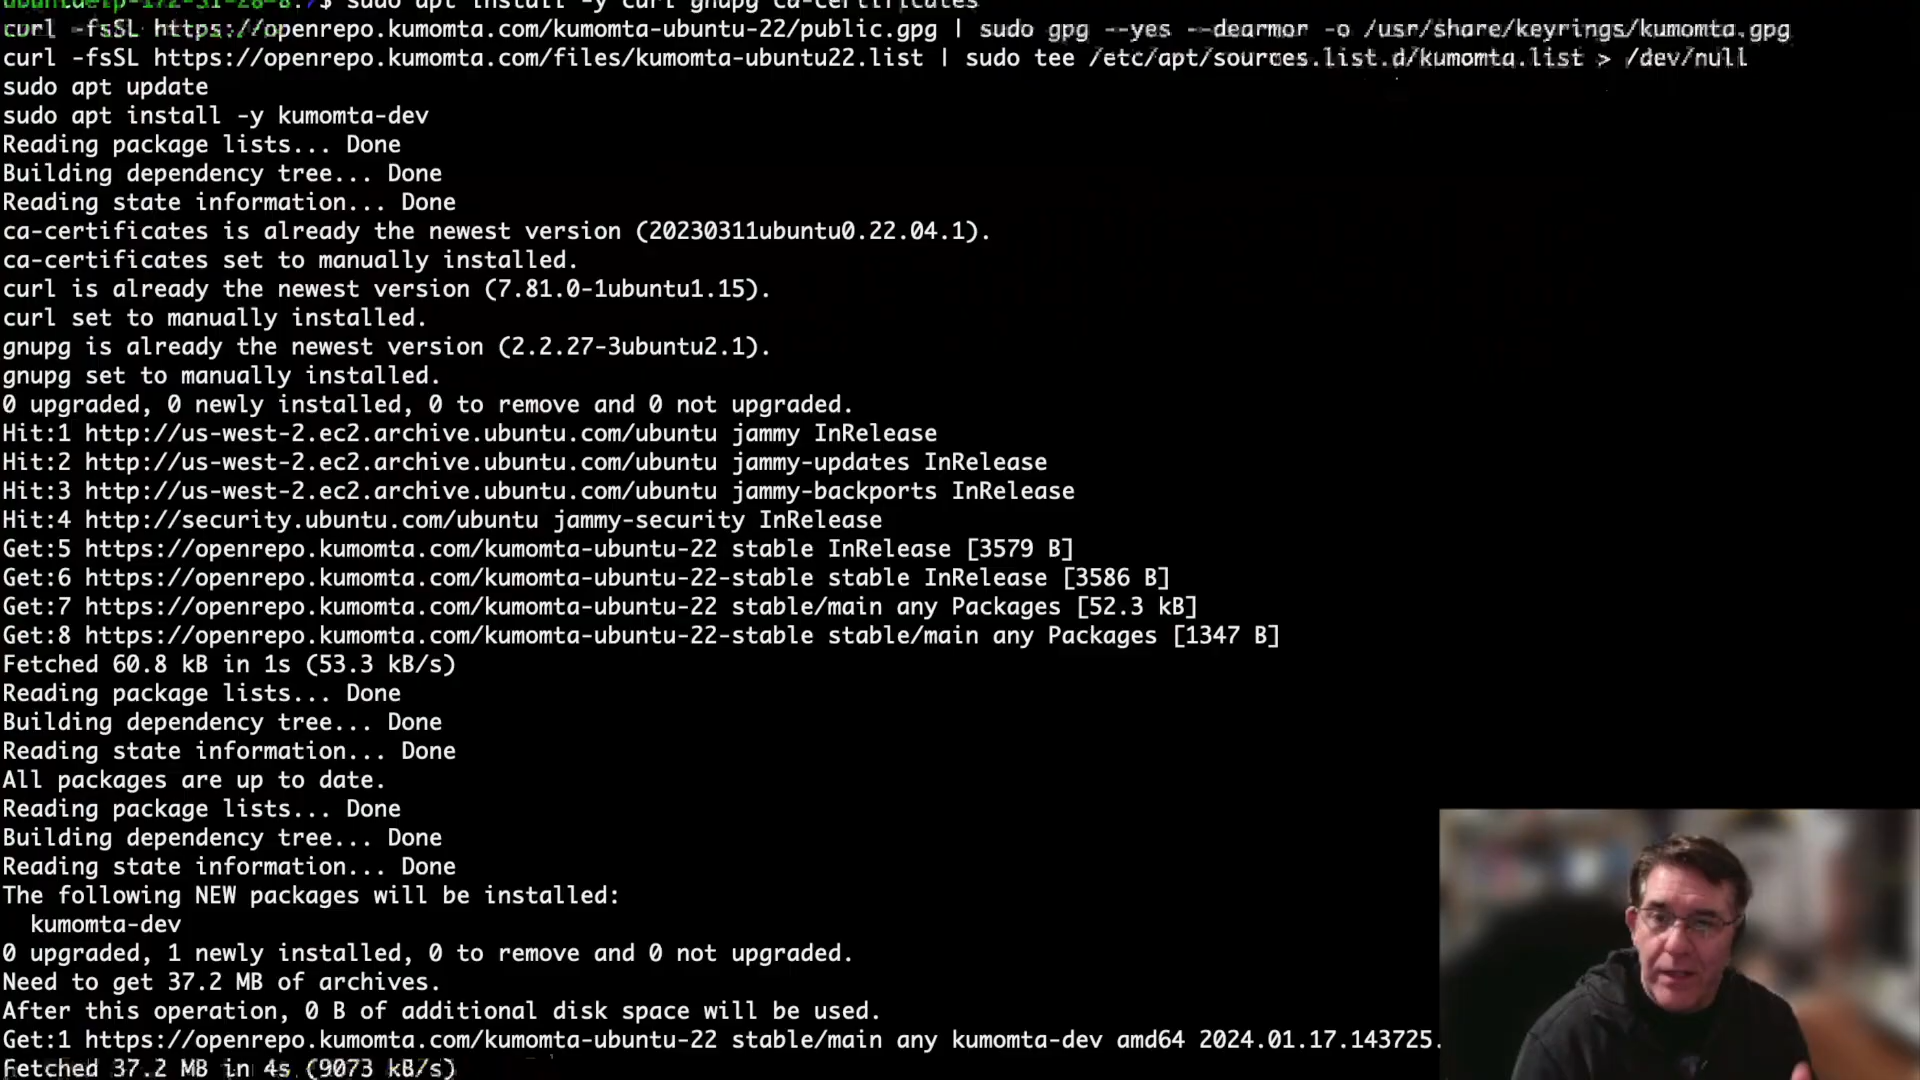 $ sudo apt install -y curl gnupg ca-certificates
curl -fsSL https://openrepo.kumomta.com/kumomta-ubuntu-22/public.gpg | sudo gpg --yes --dearmor -o /usr/share/keyrings/kumomta.gpg
curl -fsSL https://openrepo.kumomta.com/files/kumomta-ubuntu22.list | sudo tee /etc/apt/sources.list.d/kumomta.list > /dev/null
sudo apt update
sudo apt install -y kumomta-dev
Reading package lists... Done
Building dependency tree... Done
Reading state information... Done
ca-certificates is already the newest version (20230311ubuntu0.22.04.1).
ca-certificates set to manually installed.
curl is already the newest version (7.81.0-1ubuntu1.15).
curl set to manually installed.
gnupg is already the newest version (2.2.27-3ubuntu2.1).
gnupg set to manually installed.
0 upgraded, 0 newly installed, 0 to remove and 0 not upgraded.
Hit:1 http://us-west-2.ec2.archive.ubuntu.com/ubuntu jammy InRelease
Hit:2 http://us-west-2.ec2.archive.ubuntu.com/ubuntu jammy-updates InRelease
Hit:3 http://us-west-2.ec2.archive.ubuntu.com/ubuntu jammy-backports InRelease
Hit:4 http://security.ubuntu.com/ubuntu jammy-security InRelease
Get:5 https://openrepo.kumomta.com/kumomta-ubuntu-22 stable InRelease [3579 B]
Get:6 https://openrepo.kumomta.com/kumomta-ubuntu-22-stable stable InRelease [3586 B]
Get:7 https://openrepo.kumomta.com/kumomta-ubuntu-22 stable/main any Packages [52.3 kB]
Get:8 https://openrepo.kumomta.com/kumomta-ubuntu-22-stable stable/main any Packages [1347 B]
Fetched 60.8 kB in 1s (53.3 kB/s)
Reading package lists... Done
Building dependency tree... Done
Reading state information... Done
All packages are up to date.
Reading package lists... Done
Building dependency tree... Done
Reading state information... Done
The following NEW packages will be installed:
kumomta-dev
0 upgraded, 1 newly installed, 0 to remove and 0 not upgraded.
Need to get 37.2 MB of archives.
After this operation, 0 B of additional disk space will be used.
Get:1 https://openrepo.kumomta.com/kumomta-ubuntu-22 stable/main any kumomta-dev amd64 2024.01.17.143725.
Fetched 37.2 MB in 4s (9073 kB/s)